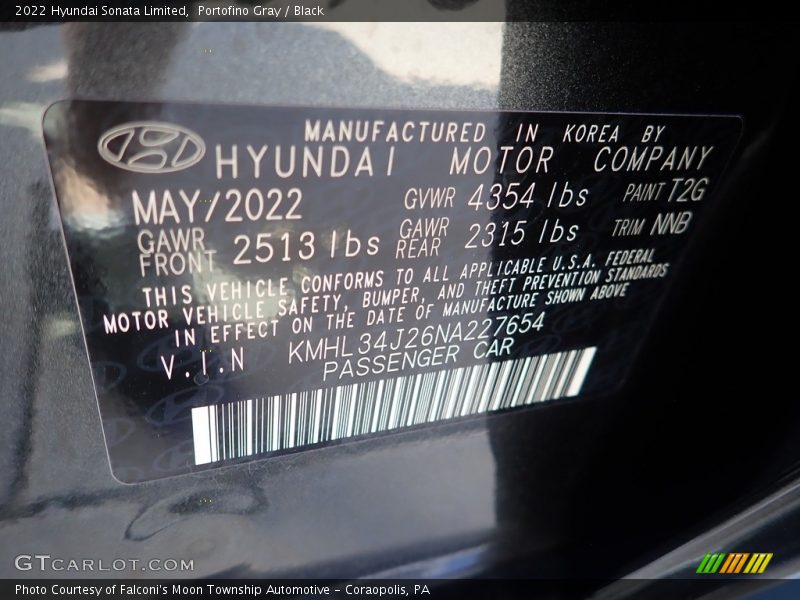 2022 Hyundai Sonata Limited,  Portofino Gray / Black
MANUFACTURED IN KOREA BY
HYUNDAI MOTOR COMPANY
MAY/2022 GVWR 4354 lbs PAINT T2G
GAWR FRONT 2513 lbs GAWR REAR 2315 lbs TRIM NNB
THIS VEHICLE CONFORMS TO ALL APPLICABLE U.S.A. FEDERAL
MOTOR VEHICLE SAFETY, BUMPER, AND THEFT PREVENTION STANDARDS
IN EFFECT ON THE DATE OF MANUFACTURE SHOWN ABOVE
V.I.N KMHL34J26NA227654
PASSENGER CAR
GTCARLOT.COM
Photo Courtesy of Falconi's Moon Township Automotive - Coraopolis, PA